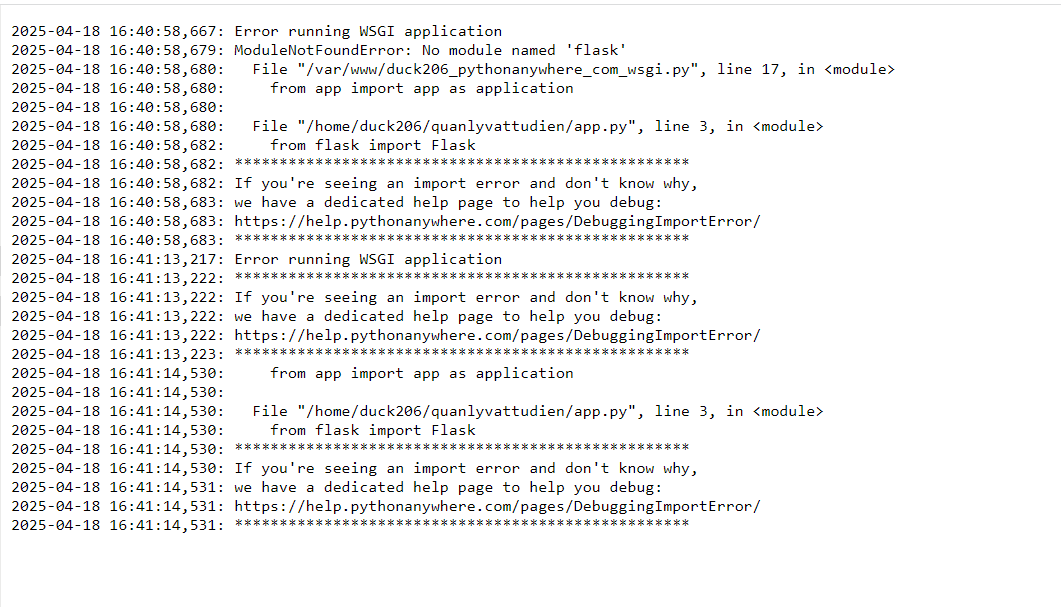 2025-04-18 16:40:58,667: Error running WSGI application
2025-04-18 16:40:58,679: ModuleNotFoundError: No module named 'flask'
2025-04-18 16:40:58,680:   File "/var/www/duck206_pythonanywhere_com_wsgi.py", line 17, in <module>
2025-04-18 16:40:58,680:     from app import app as application
2025-04-18 16:40:58,680:
2025-04-18 16:40:58,680:   File "/home/duck206/quanlyvattudien/app.py", line 3, in <module>
2025-04-18 16:40:58,682:     from flask import Flask
2025-04-18 16:40:58,682: ***************************************************
2025-04-18 16:40:58,682: If you're seeing an import error and don't know why,
2025-04-18 16:40:58,683: we have a dedicated help page to help you debug:
2025-04-18 16:40:58,683: https://help.pythonanywhere.com/pages/DebuggingImportError/
2025-04-18 16:40:58,683: ***************************************************
2025-04-18 16:41:13,217: Error running WSGI application
2025-04-18 16:41:13,222: ***************************************************
2025-04-18 16:41:13,222: If you're seeing an import error and don't know why,
2025-04-18 16:41:13,222: we have a dedicated help page to help you debug:
2025-04-18 16:41:13,222: https://help.pythonanywhere.com/pages/DebuggingImportError/
2025-04-18 16:41:13,223: ***************************************************
2025-04-18 16:41:14,530:     from app import app as application
2025-04-18 16:41:14,530:
2025-04-18 16:41:14,530:   File "/home/duck206/quanlyvattudien/app.py", line 3, in <module>
2025-04-18 16:41:14,530:     from flask import Flask
2025-04-18 16:41:14,530: ***************************************************
2025-04-18 16:41:14,530: If you're seeing an import error and don't know why,
2025-04-18 16:41:14,531: we have a dedicated help page to help you debug:
2025-04-18 16:41:14,531: https://help.pythonanywhere.com/pages/DebuggingImportError/
2025-04-18 16:41:14,531: ***************************************************